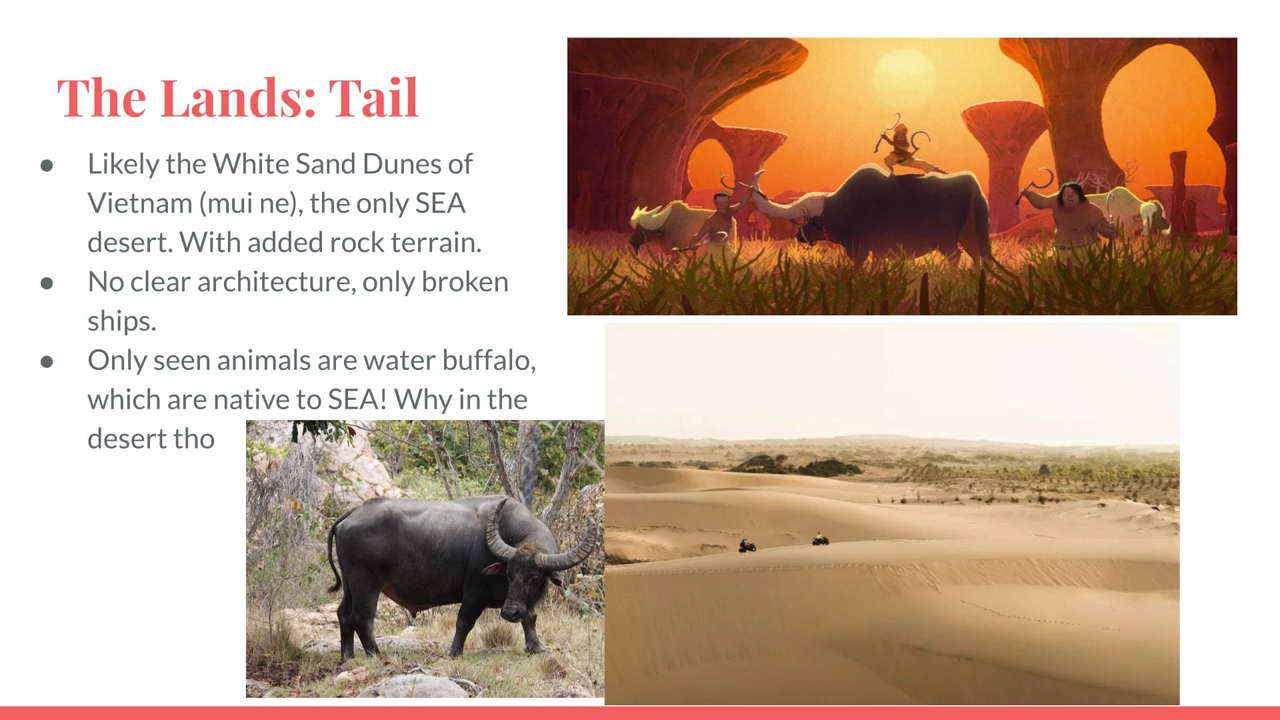 The Lands: Tail
● Likely the White Sand Dunes of
Vietnam (mui ne), the only SEA
desert. With added rock terrain.
● No clear architecture, only broken
ships.
● Only seen animals are water buffalo,
which are native to SEA! Why in the
desert tho